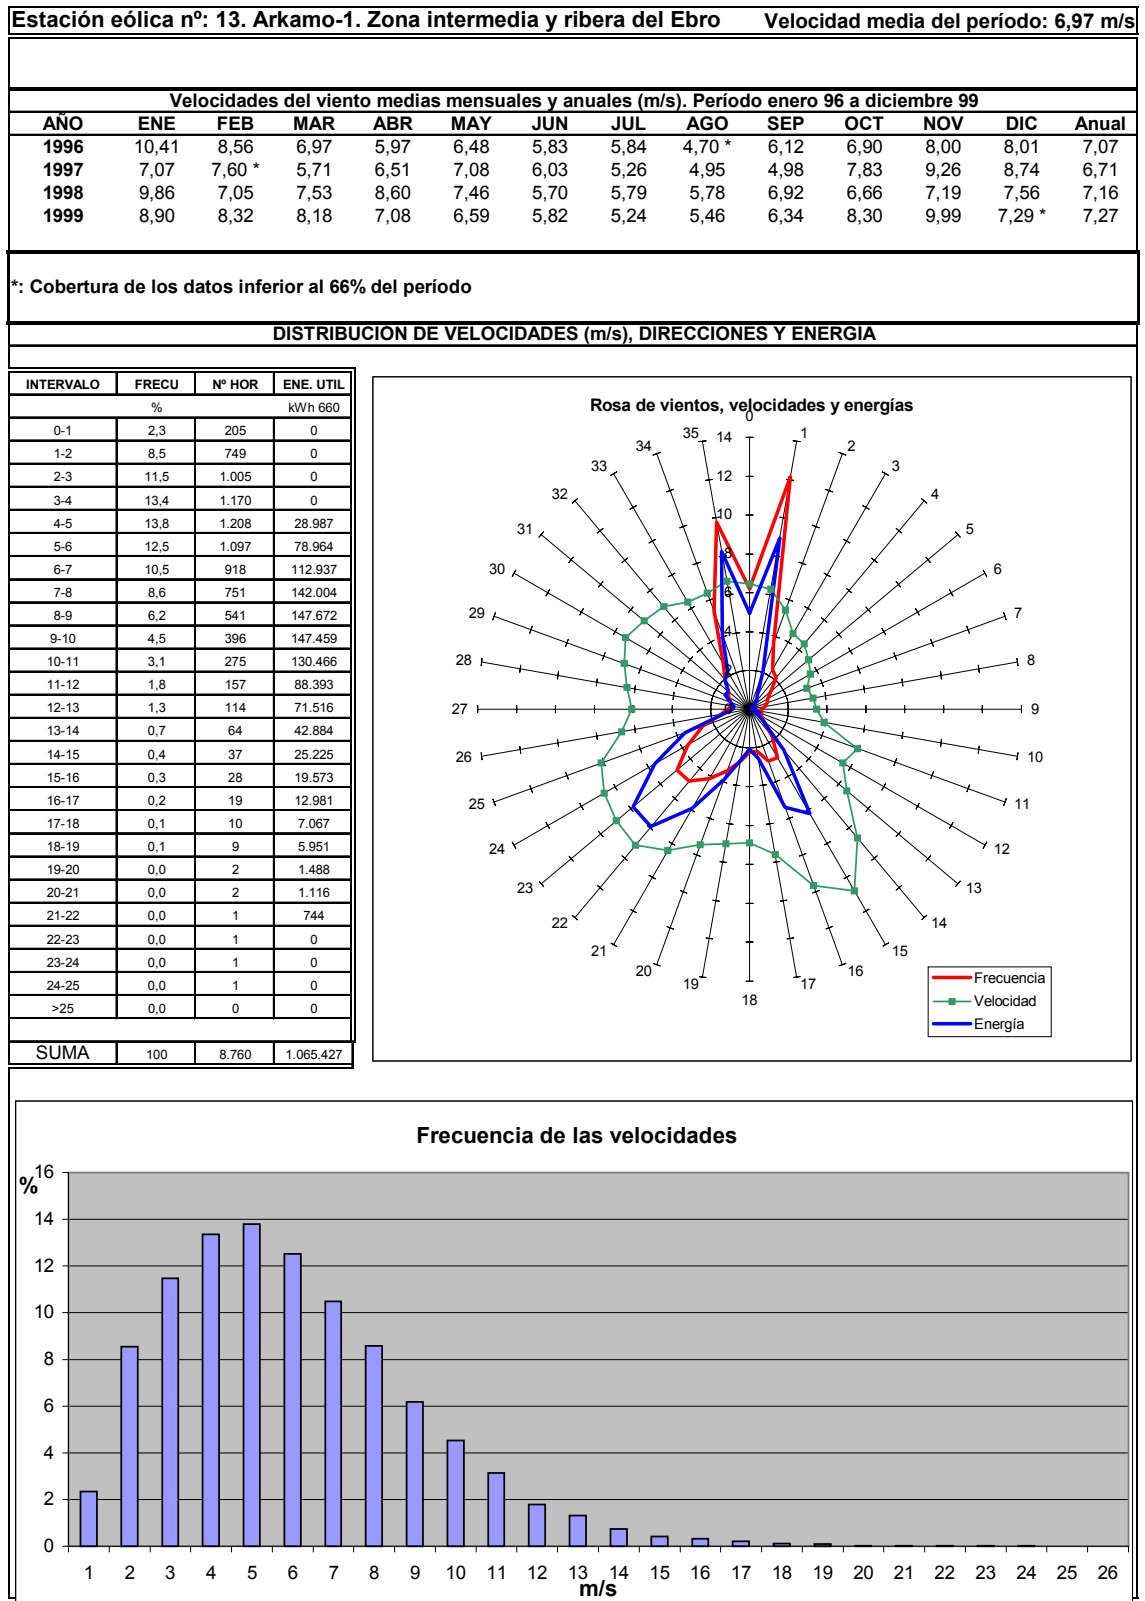 Estación eólica nº: 13. Arkamo-1. Zona intermedia y ribera del Ebro Velocidad media del período: 6,97 m/s
Velocidades del viento medias mensuales y anuales (m/s). Período enero 96 a diciembre 99
AÑO ENE FEB MAR ABR MAY JUN JUL AGO SEP OCT NOV DIC Anual
1996 10,41 8,56 6,97 5,97 6,48 5,83 5,84 4,70 * 6,12 6,90 8,00 8,01 7,07
1997 7,07 7,60 * 5,71 6,51 7,08 6,03 5,26 4,95 4,98 7,83 9,26 8,74 6,71
1998 9,86 7,05 7,53 8,60 7,46 5,70 5,79 5,78 6,92 6,66 7,19 7,56 7,16
1999 8,90 8,32 8,18 7,08 6,59 5,82 5,24 5,46 6,34 8,30 9,99 7,29 * 7,27
*: Cobertura de los datos inferior al 66% del período
DISTRIBUCION DE VELOCIDADES (m/s), DIRECCIONES Y ENERGIA
INTERVALO FRECU Nº HOR ENE. UTIL
% kWh 660
0-1 2,3 205 0
1-2 8,5 749 0
2-3 11,5 1.005 0
3-4 13,4 1.170 0
4-5 13,8 1.208 28.987
5-6 12,5 1.097 78.964
6-7 10,5 918 112.937
7-8 8,6 751 142.004
8-9 6,2 541 147.672
9-10 4,5 396 147.459
10-11 3,1 275 130.466
11-12 1,8 157 88.393
12-13 1,3 114 71.516
13-14 0,7 64 42.884
14-15 0,4 37 25.225
15-16 0,3 28 19.573
16-17 0,2 19 12.981
17-18 0,1 10 7.067
18-19 0,1 9 5.951
19-20 0,0 2 1.488
20-21 0,0 2 1.116
21-22 0,0 1 744
22-23 0,0 1 0
23-24 0,0 1 0
24-25 0,0 1 0
>25 0,0 0 0
SUMA 100 8.760 1.065.427
Rosa de vientos, velocidades y energías
0
1
2
3
4
5
6
7
8
9
10
11
12
13
14
15
16
17
18
19
20
21
22
23
24
25
26
27
28
29
30
31
32
33
34
35
14
12
10
8
6
4
2
0
Frecuencia
Velocidad
Energía
Frecuencia de las velocidades
%
16
14
12
10
8
6
4
2
0
1 2 3 4 5 6 7 8 9 10 11 12 13 14 15 16 17 18 19 20 21 22 23 24 25 26
m/s